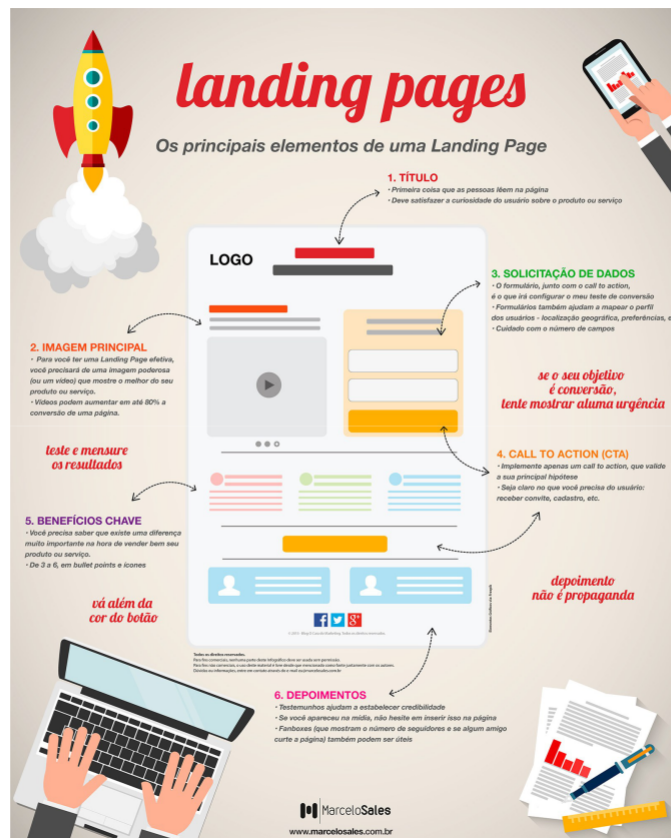 landing pages
Os principais elementos de uma Landing Page
1. TÍTULO
• Primeira coisa que as pessoas lêem na página
• Deve satisfazer a curiosidade do usuário sobre o produto ou serviço
LOGO
3. SOLICITAÇÃO DE DADOS
• O formulário, junto com o call to action,
é o que irá configurar o meu teste de conversão
• Formulários também ajudam a mapear o perfil
dos usuários - localização geográfica, preferências, e
• Cuidado com o número de campos
2. IMAGEM PRINCIPAL
• Para você ter uma Landing Page efetiva,
você precisará de uma imagem poderosa
(ou um vídeo) que mostre o melhor do seu
produto ou serviço.
• Vídeos podem aumentar em até 80% a
conversão de uma página.
se o seu objetivo
é conversão,
tente mostrar aluma urgência
teste e mensure
os resultados
4. CALL TO ACTION (CTA)
• Implemente apenas um call to action, que valide
a sua principal hipótese
• Seja claro no que você precisa do usuário:
receber convite, cadastro, etc.
5. BENEFÍCIOS CHAVE
• Você precisa saber que existe uma diferença
muito importante na hora de vender bem seu
produto ou serviço.
• De 3 a 6, em bullet points e ícones
vá além da
cor do botão
depoimento
não é propaganda
Todos os direitos reservados.
6. DEPOIMENTOS
• Testemunhos ajudam a estabelecer credibilidade
• Se você apareceu na mídia, não hesite em inserir isso na página
• Fanboxes (que mostram o número de seguidores e se algum amigo
curte a página) também podem ser úteis
MarceloSales
www.marcelosales.com.br